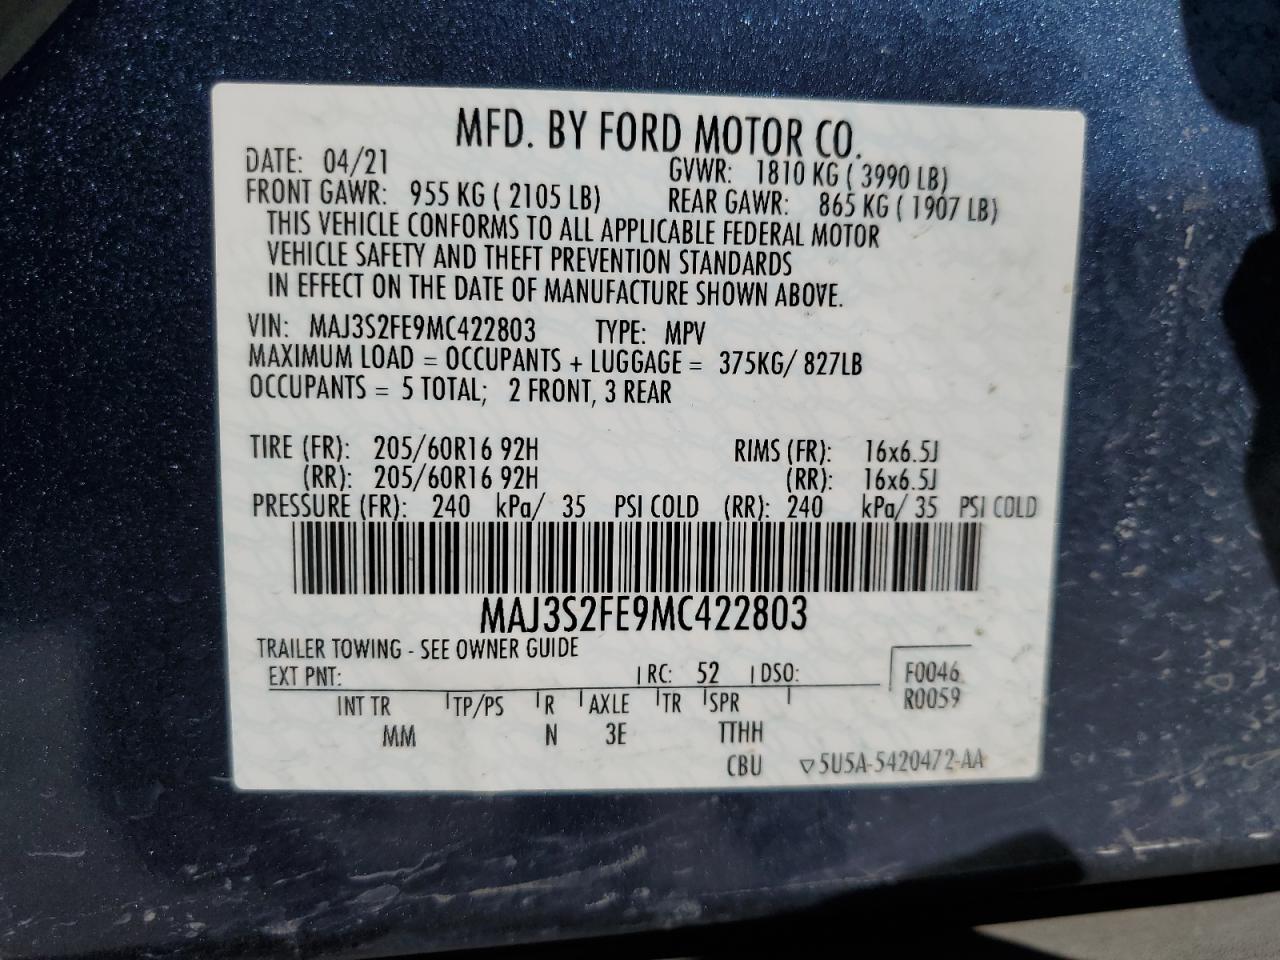 MFD. BY FORD MOTOR CO.
DATE: 04/21 GVWR: 1810 KG ( 3990 LB)
FRONT GAWR: 955 KG ( 2105 LB) REAR GAWR: 865 KG ( 1907 LB)
THIS VEHICLE CONFORMS TO ALL APPLICABLE FEDERAL MOTOR
VEHICLE SAFETY AND THEFT PREVENTION STANDARDS
IN EFFECT ON THE DATE OF MANUFACTURE SHOWN ABOVE.
VIN: MAJ3S2FE9MC422803 TYPE: MPV
MAXIMUM LOAD = OCCUPANTS + LUGGAGE = 375KG/ 827LB
OCCUPANTS = 5 TOTAL; 2 FRONT, 3 REAR
TIRE (FR): 205/60R16 92H RIMS (FR): 16x6.5J
(RR): 205/60R16 92H (RR): 16x6.5J
PRESSURE (FR): 240 kPa/ 35 PSI COLD (RR): 240 kPa/ 35 PSI COLD
MAJ3S2FE9MC422803
TRAILER TOWING - SEE OWNER GUIDE
EXT PNT: RC: 52 DSO: F0046
INT TR TP/PS R AXLE TR SPR R0059
MM N 3E TTHH
CBU ▽5U5A-5420472-AA